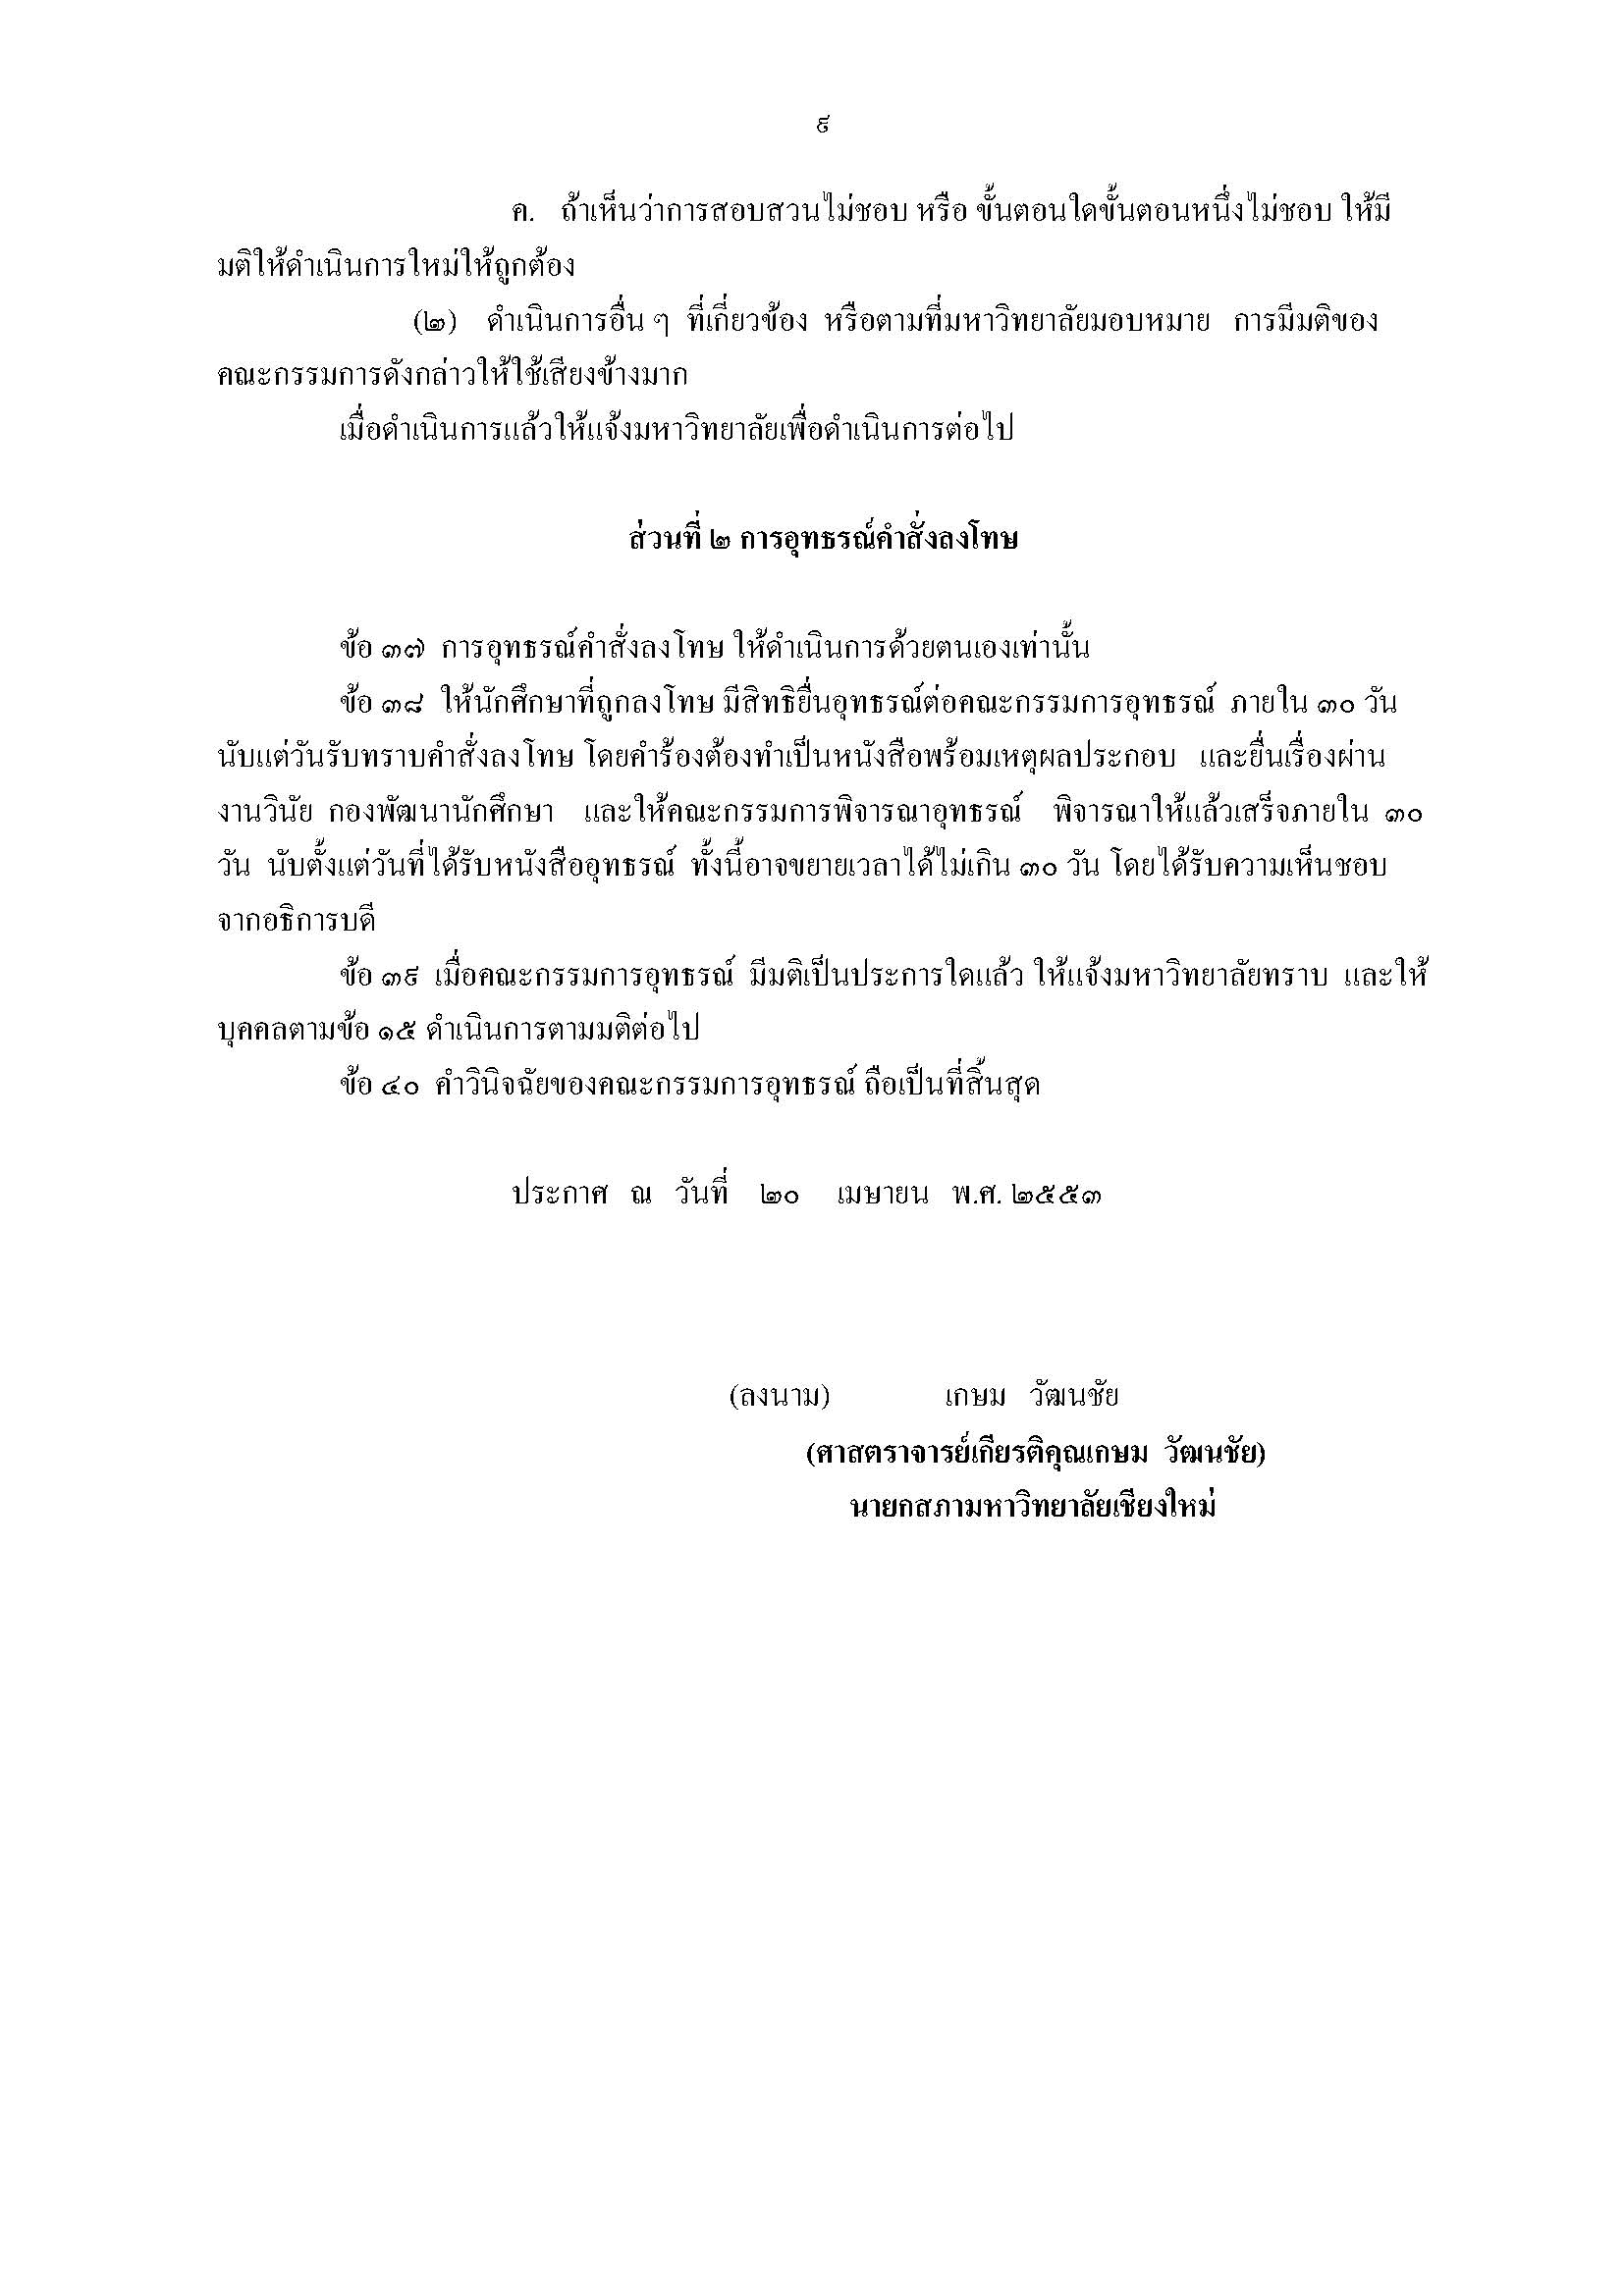 ๙
ค. ถ้าเห็นว่าการสอบสวนไม่ชอบ หรือ ขั้นตอนใดขั้นตอนหนึ่งไม่ชอบ ให้มี
มติให้ดำเนินการใหม่ให้ถูกต้อง
(๒) ดำเนินการอื่น ๆ ที่เกี่ยวข้อง หรือตามที่มหาวิทยาลัยมอบหมาย การมีมติของ
คณะกรรมการดังกล่าวให้ใช้เสียงข้างมาก
เมื่อดำเนินการแล้วให้แจ้งมหาวิทยาลัยเพื่อดำเนินการต่อไป
ส่วนที่ ๒ การอุทธรณ์คำสั่งลงโทษ
ข้อ ๓๗ การอุทธรณ์คำสั่งลงโทษ ให้ดำเนินการด้วยตนเองเท่านั้น
ข้อ ๓๘ ให้นักศึกษาที่ถูกลงโทษ มีสิทธิยื่นอุทธรณ์ต่อคณะกรรมการอุทธรณ์ ภายใน ๓๐ วัน
นับแต่วันรับทราบคำสั่งลงโทษ โดยคำร้องต้องทำเป็นหนังสือพร้อมเหตุผลประกอบ และยื่นเรื่องผ่าน
งานวินัย กองพัฒนานักศึกษา และให้คณะกรรมการพิจารณาอุทธรณ์ พิจารณาให้แล้วเสร็จภายใน ๓๐
วัน นับตั้งแต่วันที่ได้รับหนังสืออุทธรณ์ ทั้งนี้อาจขยายเวลาได้ไม่เกิน ๓๐ วัน โดยได้รับความเห็นชอบ
จากอธิการบดี
ข้อ ๓๙ เมื่อคณะกรรมการอุทธรณ์ มีมติเป็นประการใดแล้ว ให้แจ้งมหาวิทยาลัยทราบ และให้
บุคคลตามข้อ ๑๕ ดำเนินการตามมติต่อไป
ข้อ ๔๐ คำวินิจฉัยของคณะกรรมการอุทธรณ์ ถือเป็นที่สิ้นสุด
ประกาศ ณ วันที่ ๒๐ เมษายน พ.ศ. ๒๕๕๓
(ลงนาม) เกษม วัฒนชัย
(ศาสตราจารย์เกียรติคุณเกษม วัฒนชัย)
นายกสภามหาวิทยาลัยเชียงใหม่